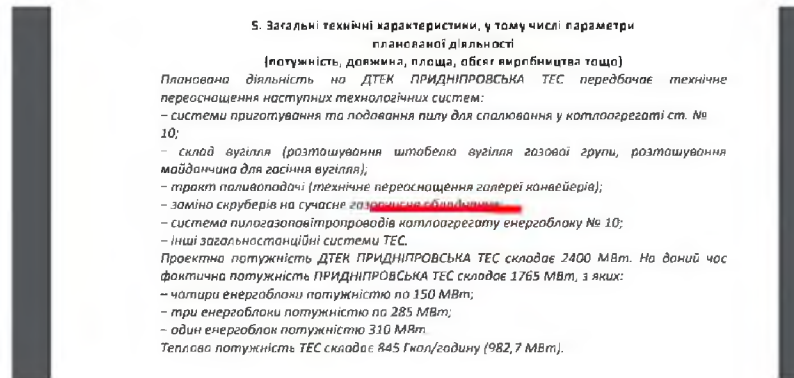 5. Загальні технічні характеристики, у тому числі параметри
планованої діяльності
(потужність, довжина, площа, обсяг виробництва тощо)
Планована діяльність на ДТЕК ПРИДНІПРОВСЬКА ТЕС передбачає технічне
переоснащення наступних технологічних систем:
– системи приготування та подавання пилу для спалювання у котлоагрегаті ст. №
10;
– склад вугілля (розташування штабелю вугілля газової групи, розташування
майданчика для гасіння вугілля);
– тракт паливоподачі (технічне переоснащення галереї конвейерів);
– заміна скруберів на сучасне газоочисне обладнання;
– система пилогазоповітропроводів котлоагрегату енергоблоку № 10;
– інші загальностанційні системи ТЕС.
Проектна потужність ДТЕК ПРИДНІПРОВСЬКА ТЕС складає 2400 МВт. На даний час
фактична потужність ПРИДНІПРОВСЬКА ТЕС складає 1765 МВт, з яких:
– чотири енергоблоки потужністю по 150 МВт;
– три енергоблоки потужністю по 285 МВт;
– один енергоблок потужністю 310 МВт.
Теплова потужність ТЕС складає 845 Гкал/годину (982,7 МВт).